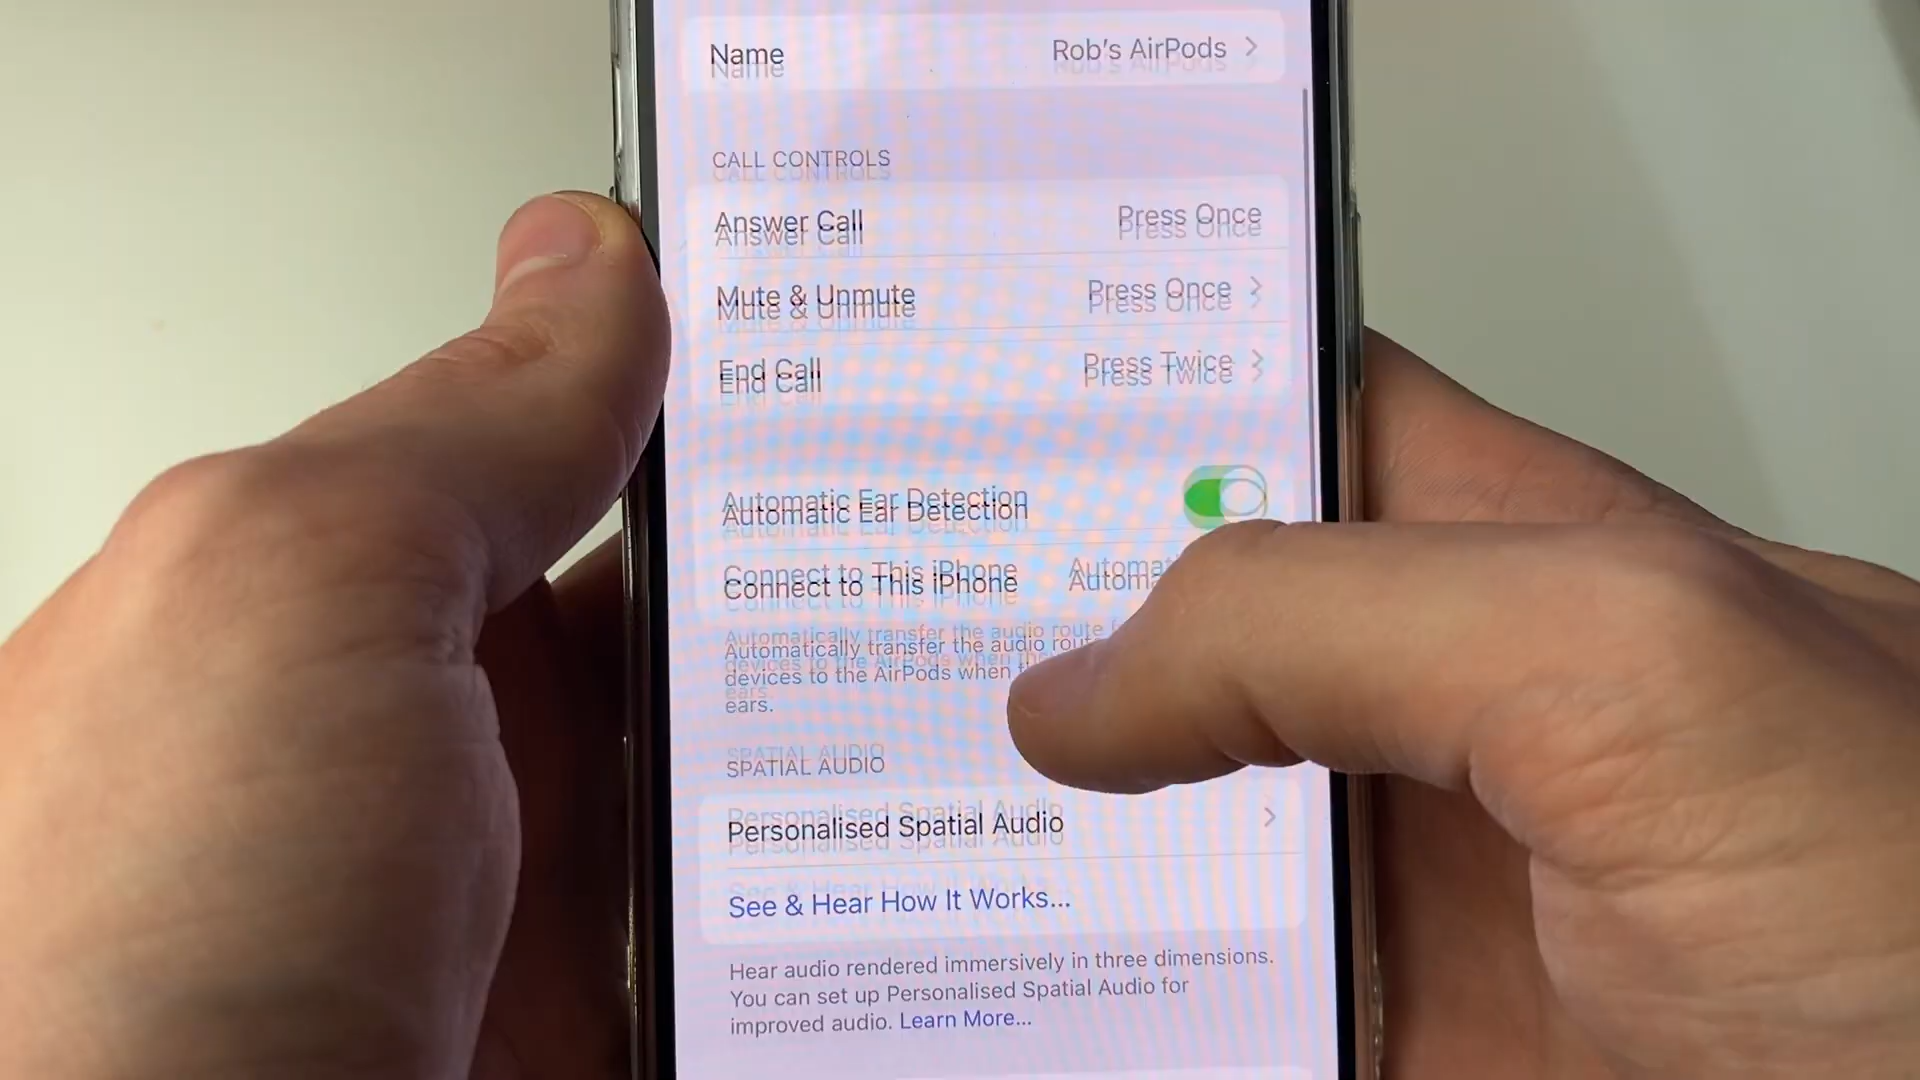 Name Rob's AirPods
CALL CONTROLS
Answer Call Press Once
Mute & Unmute Press Once
End Call Press Twice
Automatic Ear Detection
Connect to This iPhone
Automatically transfer the audio
devices to the AirPods when
ears.
SPATIAL AUDIO
Personalised Spatial Audio
See & Hear How It Works...
Hear audio rendered immersively in three dimensions.
You can set up Personalised Spatial Audio for
improved audio. Learn More...